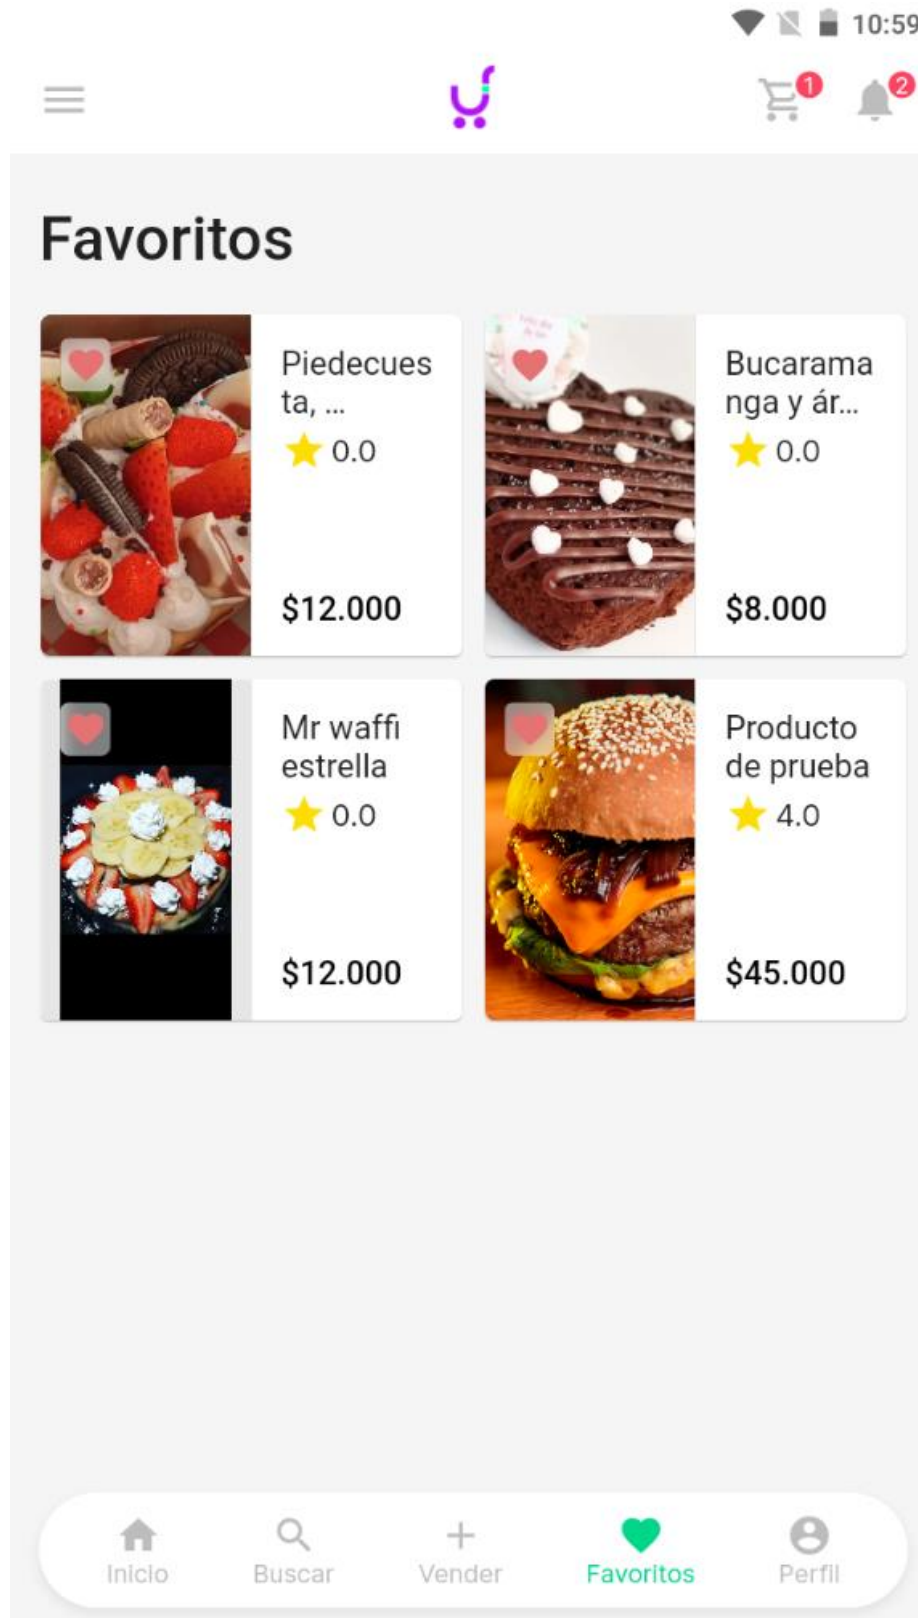 10:59
1
2
Favoritos
Piedecues
ta, ...
0.0
$12.000
Bucarama
nga y ár...
0.0
$8.000
Mr waffi
estrella
0.0
$12.000
Producto
de prueba
4.0
$45.000
Inicio
Buscar
Vender
Favoritos
Perfil